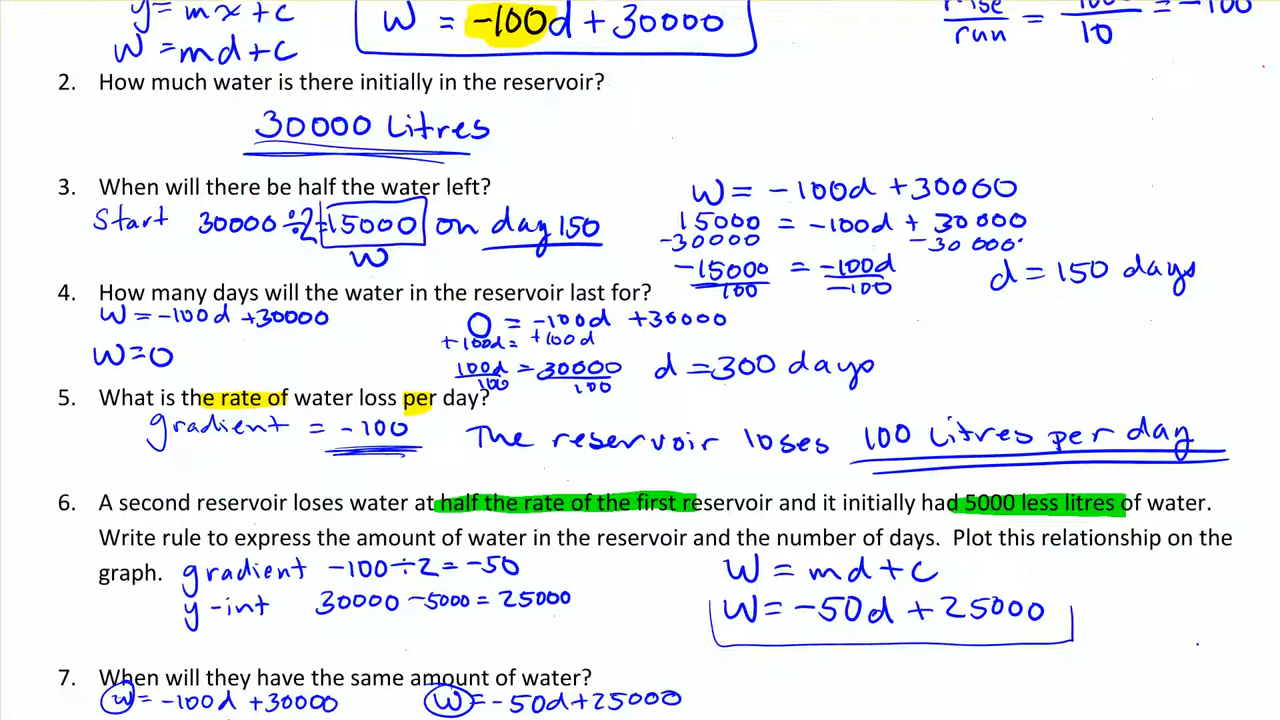 y = mx + c
W = -100d + 30000
rise/run = /10 = -100
W = md + c
2. How much water is there initially in the reservoir?
30000 Litres
3. When will there be half the water left?
W = -100d + 30000
Start 30000 ÷ 2 = 15000 on day 150
15000 = -100d + 30000
W
-30000 -30000
-15000/100 = -100d/-100
d = 150 days
4. How many days will the water in the reservoir last for?
W = -100d + 30000
0 = -100d + 30000
+100d = +100d
W = 0
100d/100 = 30000/100
d = 300 days
5. What is the rate of water loss per day?
gradient = -100
The reservoir loses 100 Litres per day
6. A second reservoir loses water at half the rate of the first reservoir and it initially had 5000 less litres of water.
Write rule to express the amount of water in the reservoir and the number of days. Plot this relationship on the
graph.
gradient -100 ÷ 2 = -50
W = md + c
y-int 30000 - 5000 = 25000
W = -50d + 25000
7. When will they have the same amount of water?
W = -100d + 30000
W = -50d + 25000